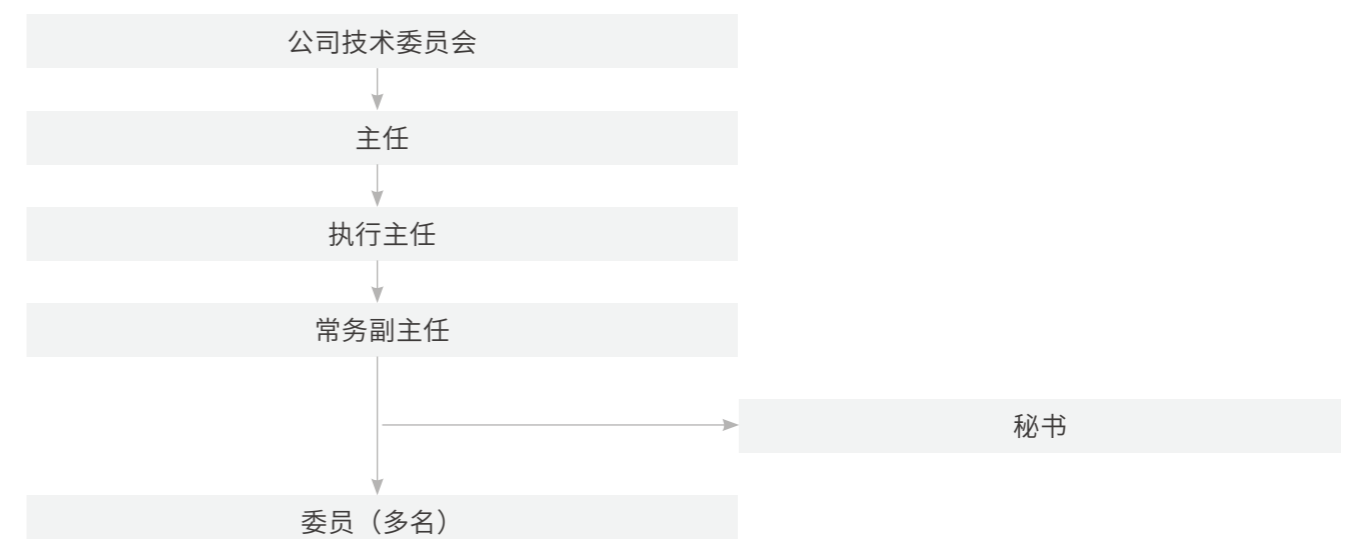 公司技术委员会
主任
执行主任
常务副主任
秘书
委员（多名）